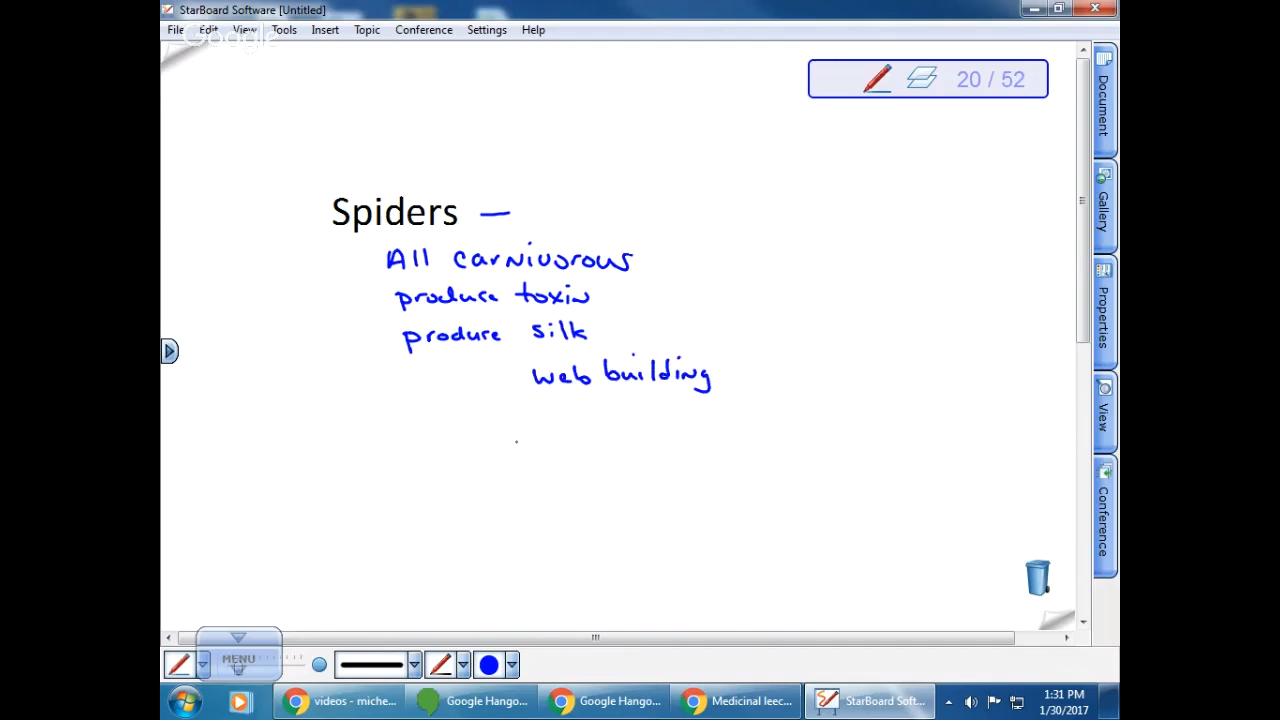 StarBoard Software [Untitled]
File Edit View Tools Insert Topic Conference Settings Help
Google
20 / 52
Spiders –
All carnivorous
produce toxin
produce silk
web building
Document
Gallery
Properties
View
Conference
MENU
videos - miche...
Google Hango...
Google Hango...
Medicinal leec...
StarBoard Soft...
1:31 PM
1/30/2017